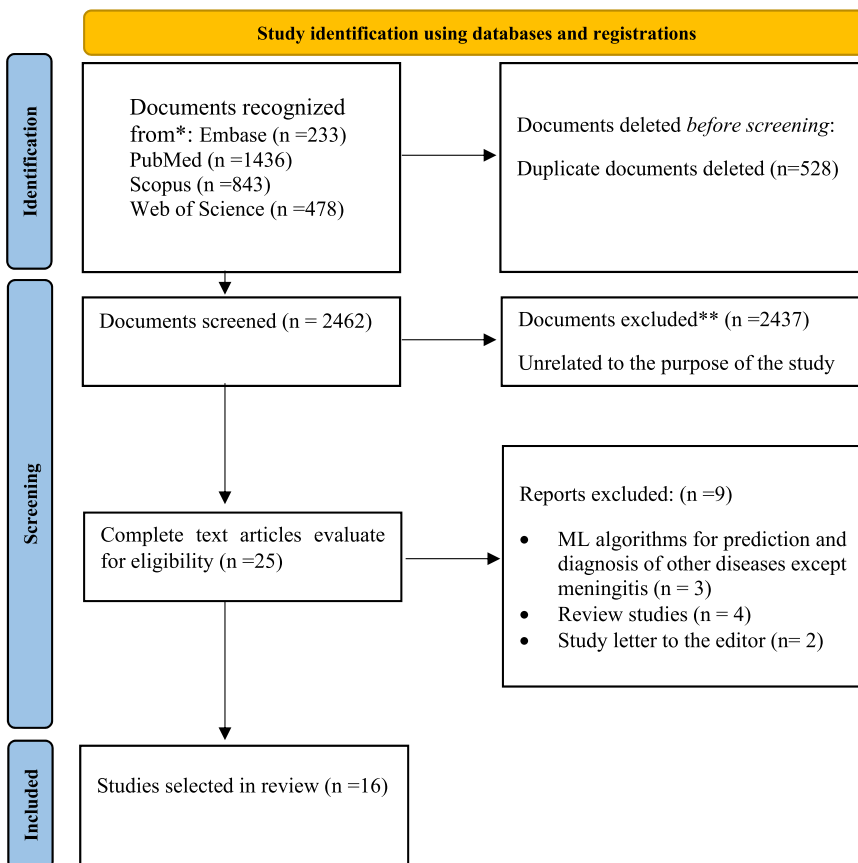 Study identification using databases and registrations
Identification
Documents recognized
from*: Embase (n =233)
PubMed (n =1436)
Scopus (n =843)
Web of Science (n =478)
Documents deleted before screening:
Duplicate documents deleted (n=528)
Screening
Documents screened (n = 2462)
Documents excluded** (n =2437)
Unrelated to the purpose of the study
Complete text articles evaluate
for eligibility (n =25)
Reports excluded: (n =9)
• ML algorithms for prediction and
diagnosis of other diseases except
meningitis (n = 3)
• Review studies (n = 4)
• Study letter to the editor (n= 2)
Included
Studies selected in review (n =16)